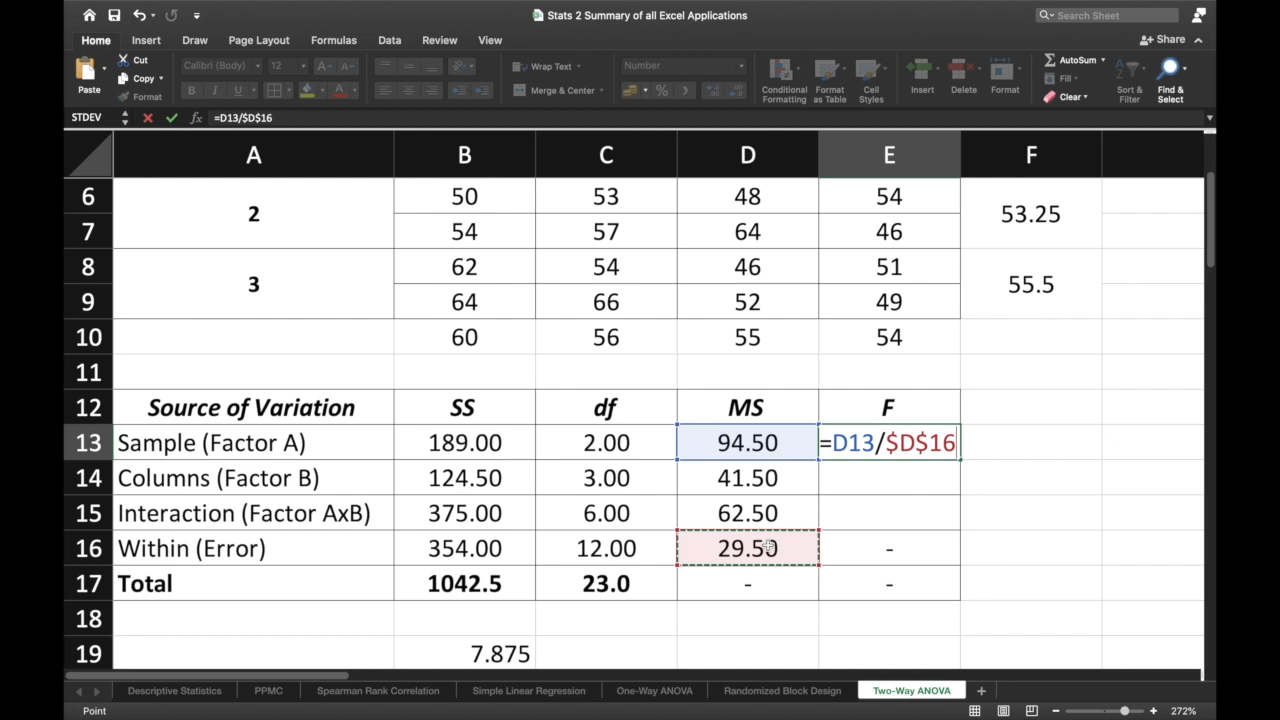 Stats 2 Summary of all Excel Applications
Search Sheet
Home Insert Draw Page Layout Formulas Data Review View
Share
Paste
Cut
Copy
Format
Calibri (Body) 12 A A
B I U A
Wrap Text
Merge & Center
Number
%
Conditional Formatting
Format as Table
Cell Styles
Insert
Delete
Format
AutoSum
Fill
Clear
Sort & Filter
Find & Select
STDEV fx =D13/$D$16
A B C D E F
6 2 50 53 48 54 53.25
7 54 57 64 46
8 3 62 54 46 51 55.5
9 64 66 52 49
10 60 56 55 54
11
12 Source of Variation SS df MS F
13 Sample (Factor A) 189.00 2.00 94.50 =D13/$D$16
14 Columns (Factor B) 124.50 3.00 41.50
15 Interaction (Factor AxB) 375.00 6.00 62.50
16 Within (Error) 354.00 12.00 29.50 -
17 Total 1042.5 23.0 - -
18
19 7.875
Descriptive Statistics PPMC Spearman Rank Correlation Simple Linear Regression One-Way ANOVA Randomized Block Design Two-Way ANOVA +
Point
272%